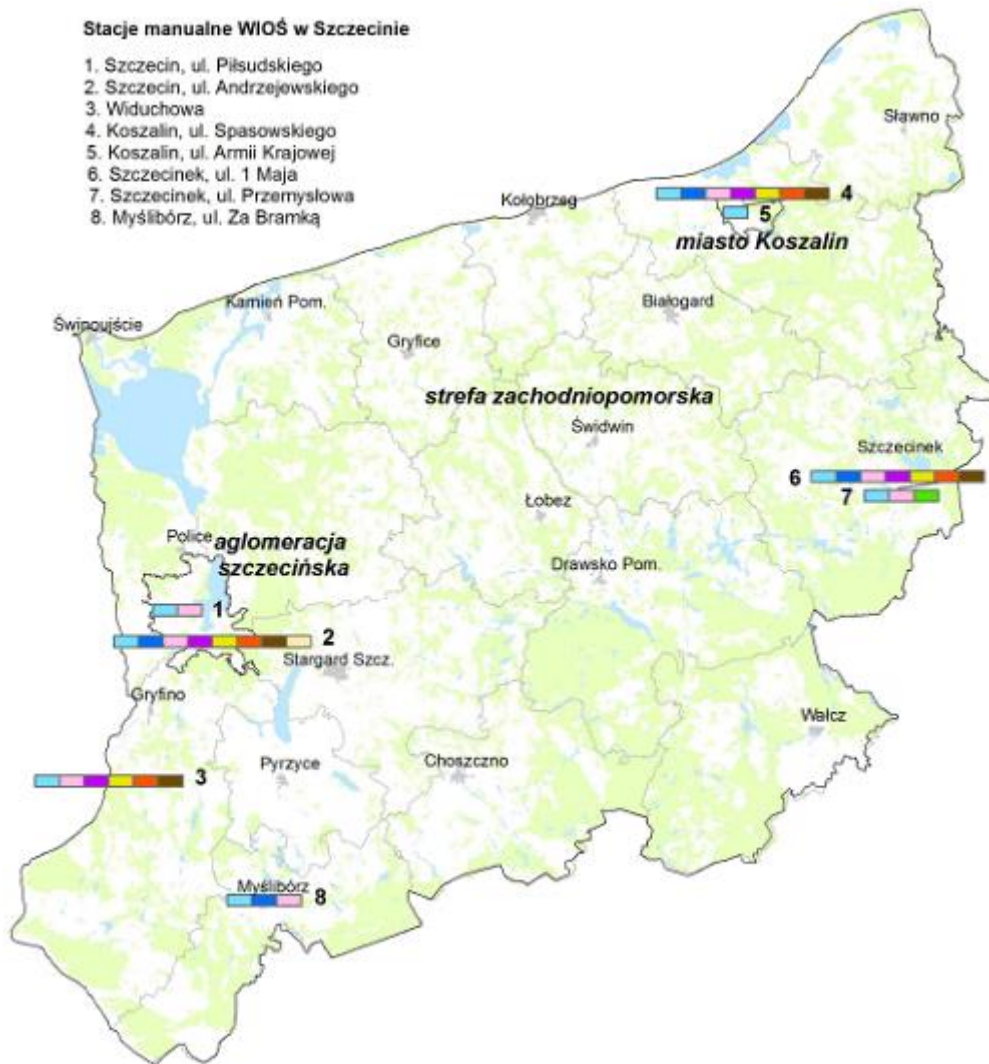 Stacje manualne WIOŚ w Szczecinie
1. Szczecin, ul. Piłsudskiego
2. Szczecin, ul. Andrzejewskiego
3. Widuchowa
4. Koszalin, ul. Spasowskiego
5. Koszalin, ul. Armii Krajowej
6. Szczecinek, ul. 1 Maja
7. Szczecinek, ul. Przemysłowa
8. Myślibórz, ul. Za Bramką
Sławno
4
Kołobrzeg
5
miasto Koszalin
Kamień Pom.
Białogard
Świnoujście
Gryfice
strefa zachodniopomorska
Świdwin
Szczecinek
6
7
Łobez
Police
aglomeracja
szczecińska
Drawsko Pom.
1
2
Stargard Szcz.
Gryfino
Wałcz
3
Pyrzyce
Choszczno
Myślibórz
8